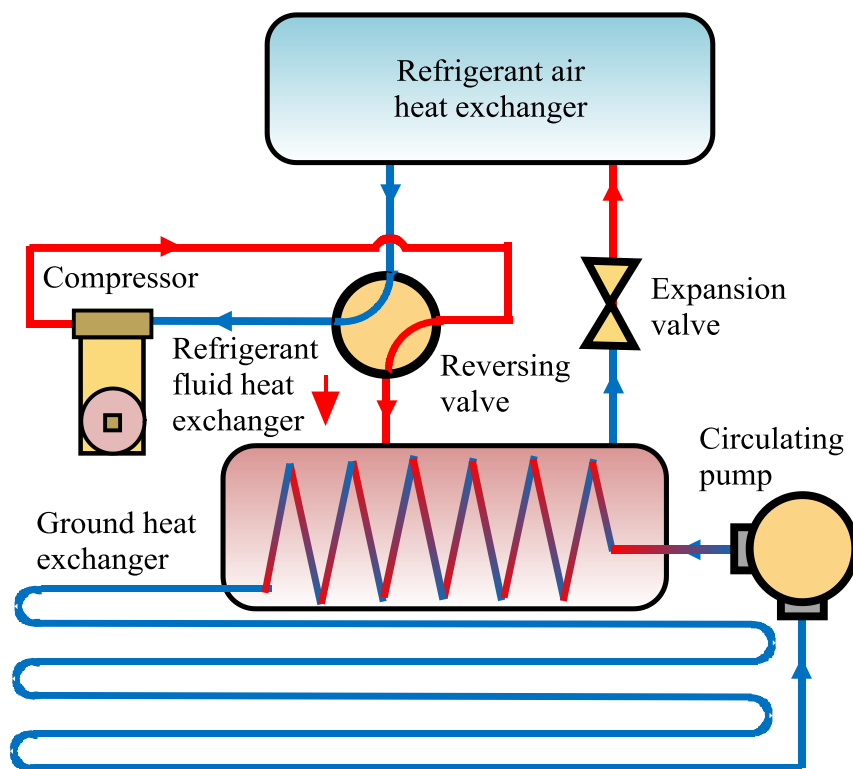 Refrigerant air
heat exchanger
Compressor
Expansion
valve
Refrigerant
fluid heat
exchanger
Reversing
valve
Circulating
pump
Ground heat
exchanger